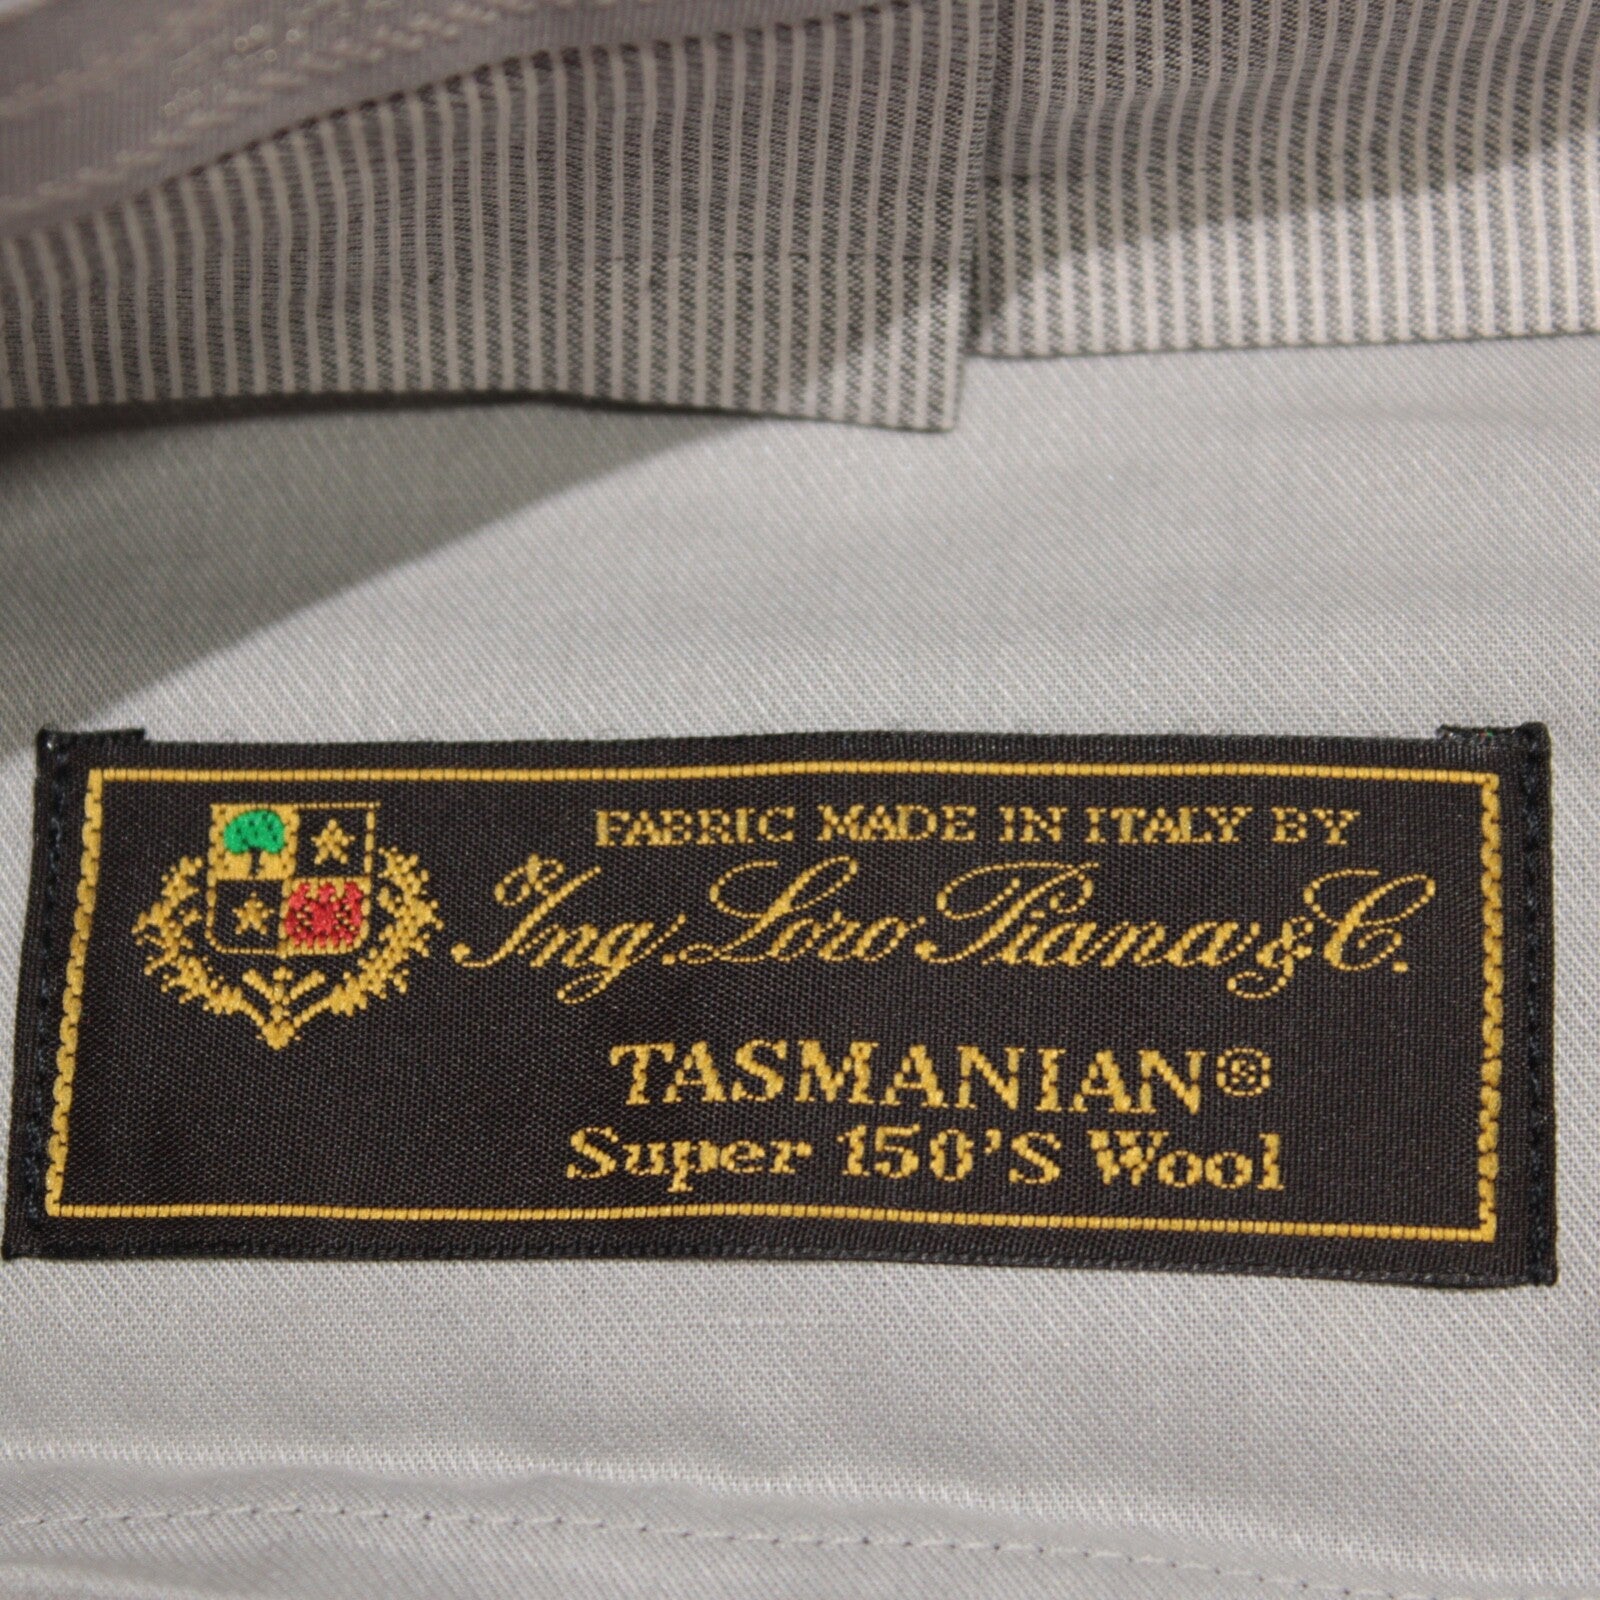 FABRIC MADE IN ITALY BY
Ing. Loro Piana & C.
TASMANIAN®
Super 150'S Wool